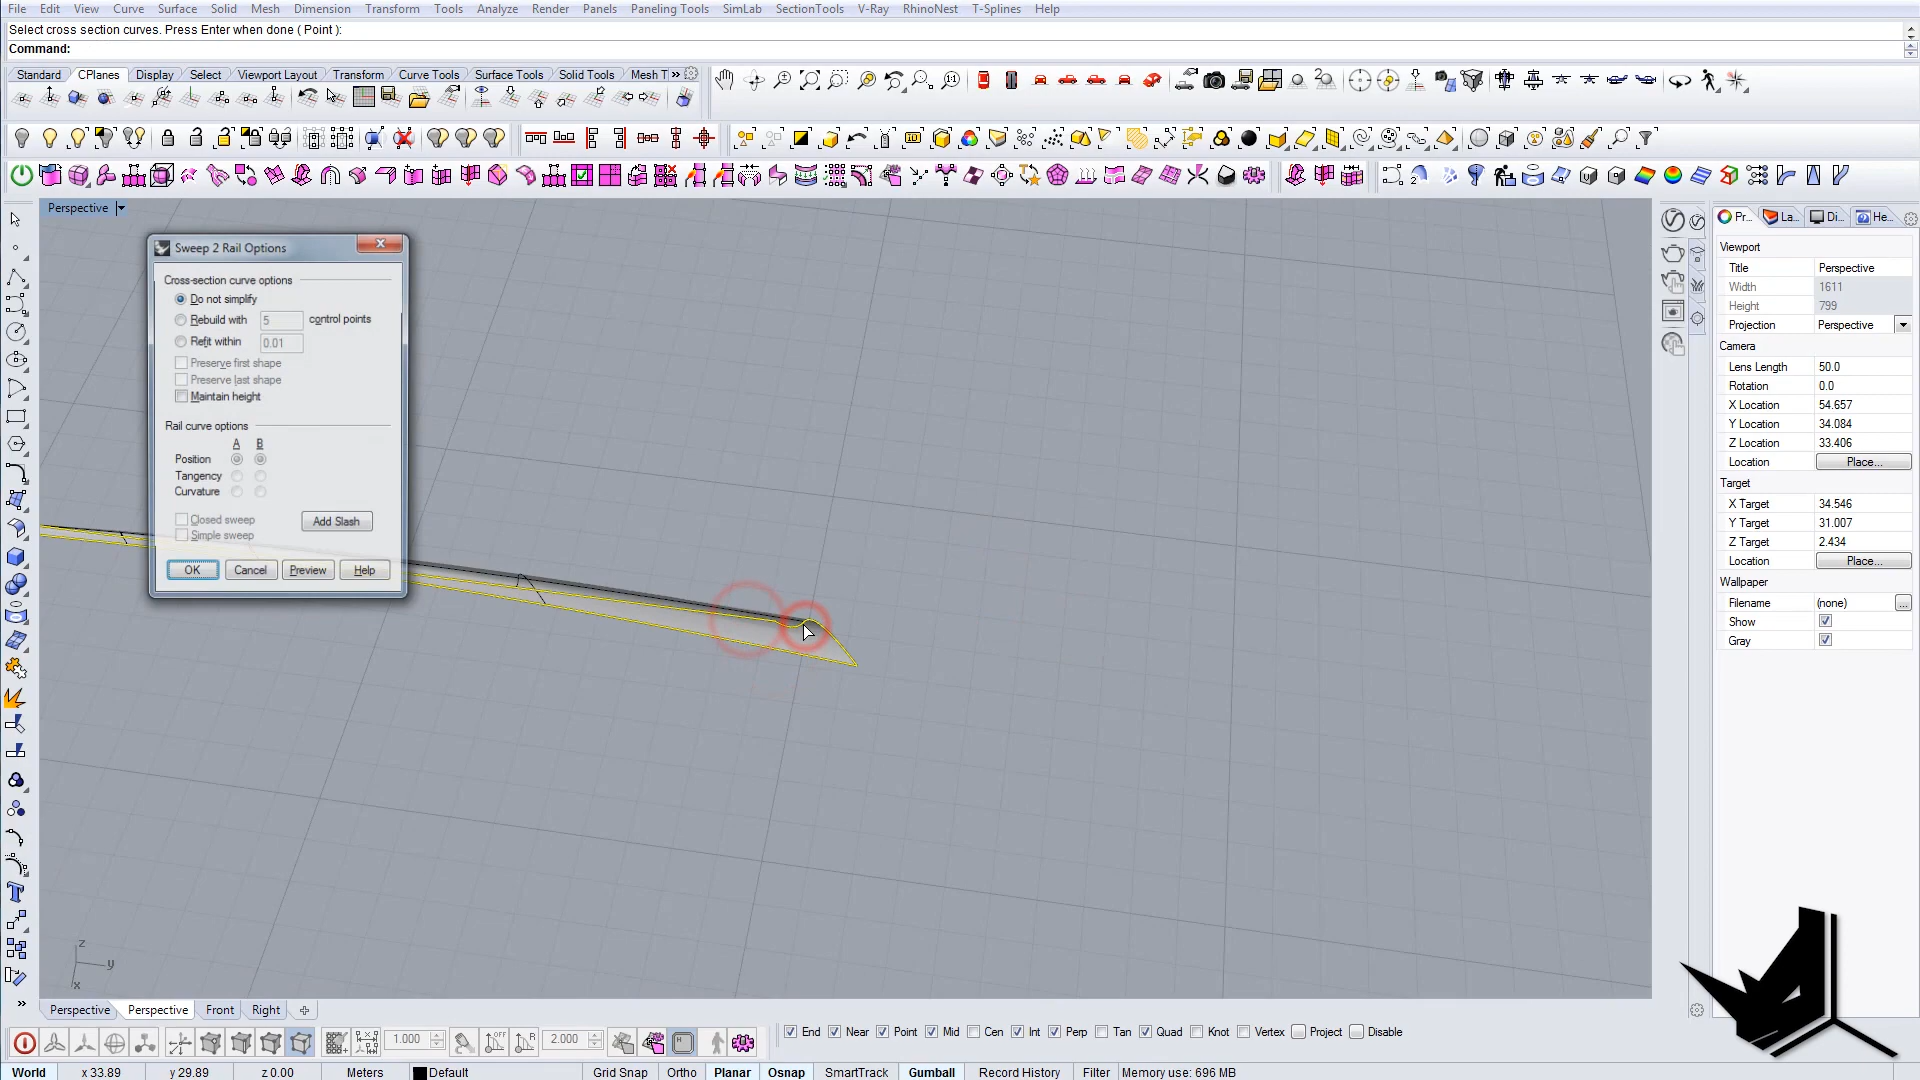 File Edit View Curve Surface Solid Mesh Dimension Transform Tools Analyze Render Panels Paneling Tools SimLab SectionTools V-Ray RhinoNest T-Splines Help
Select cross section curves. Press Enter when done ( Point ):
Command:
Standard CPlanes Display Select Viewport Layout Transform Curve Tools Surface Tools Solid Tools Mesh T »
Perspective
Sweep 2 Rail Options
Cross-section curve options
Do not simplify
Rebuild with 5 control points
Refit within 0.01
Preserve first shape
Preserve last shape
Maintain height
Rail curve options
A B
Position
Tangency
Curvature
Closed sweep Add Slash
Simple sweep
OK Cancel Preview Help
Pr... La... Di... He...
Viewport
Title Perspective
Width 1611
Height 799
Projection Perspective
Camera
Lens Length 50.0
Rotation 0.0
X Location 54.657
Y Location 34.084
Z Location 33.406
Location Place...
Target
X Target 34.546
Y Target 31.007
Z Target 2.434
Location Place...
Wallpaper
Filename (none) ...
Show
Gray
z
y
x
Perspective Perspective Front Right
1.000 2.000 End Near Point Mid Cen Int Perp Tan Quad Knot Vertex Project Disable
World x 33.89 y 29.89 z 0.00 Meters Default Grid Snap Ortho Planar Osnap SmartTrack Gumball Record History Filter Memory use: 696 MB